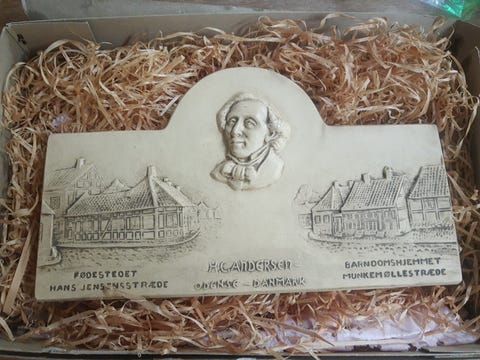 FØDESTEDET
HANS JENSENSSTRÆDE
H.C. ANDERSEN
ODENSE - DANMARK
BARNDOMSHJEMMET
MUNKEMØLLESTRÆDE